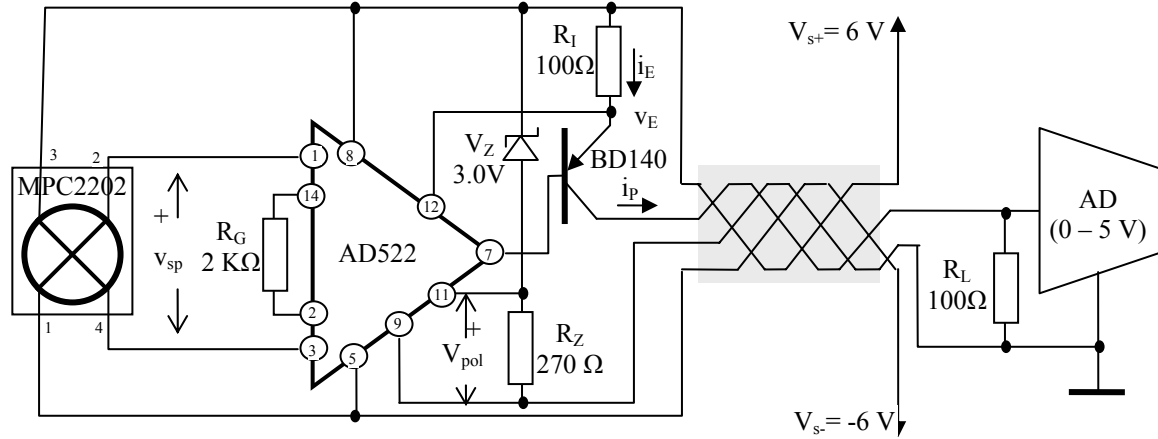 R_I
100Ω
i_E
v_E
V_s+= 6 V
3
2
MPC2202
+
v_sp
1
4
1
14
R_G
2 KΩ
2
3
8
AD522
12
7
11
9
5
V_Z
3.0V
BD140
i_P
+
V_pol
R_Z
270 Ω
AD
(0 – 5 V)
R_L
100Ω
V_s-= -6 V